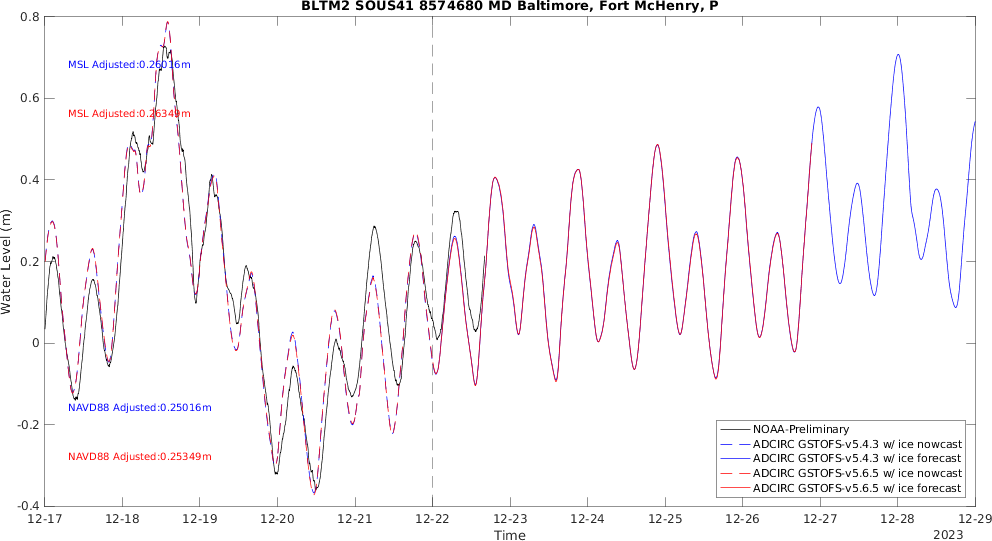 BLTM2 SOUS41 8574680 MD Baltimore, Fort McHenry, P
Water Level (m)
0.8
0.6
0.4
0.2
0
-0.2
-0.4
MSL Adjusted:0.26016m
MSL Adjusted:0.26349m
NAVD88 Adjusted:0.25016m
NAVD88 Adjusted:0.25349m
NOAA-Preliminary
ADCIRC GSTOFS-v5.4.3 w/ ice nowcast
ADCIRC GSTOFS-v5.4.3 w/ ice forecast
ADCIRC GSTOFS-v5.6.5 w/ ice nowcast
ADCIRC GSTOFS-v5.6.5 w/ ice forecast
12-17 12-18 12-19 12-20 12-21 12-22 12-23 12-24 12-25 12-26 12-27 12-28 12-29
Time
2023